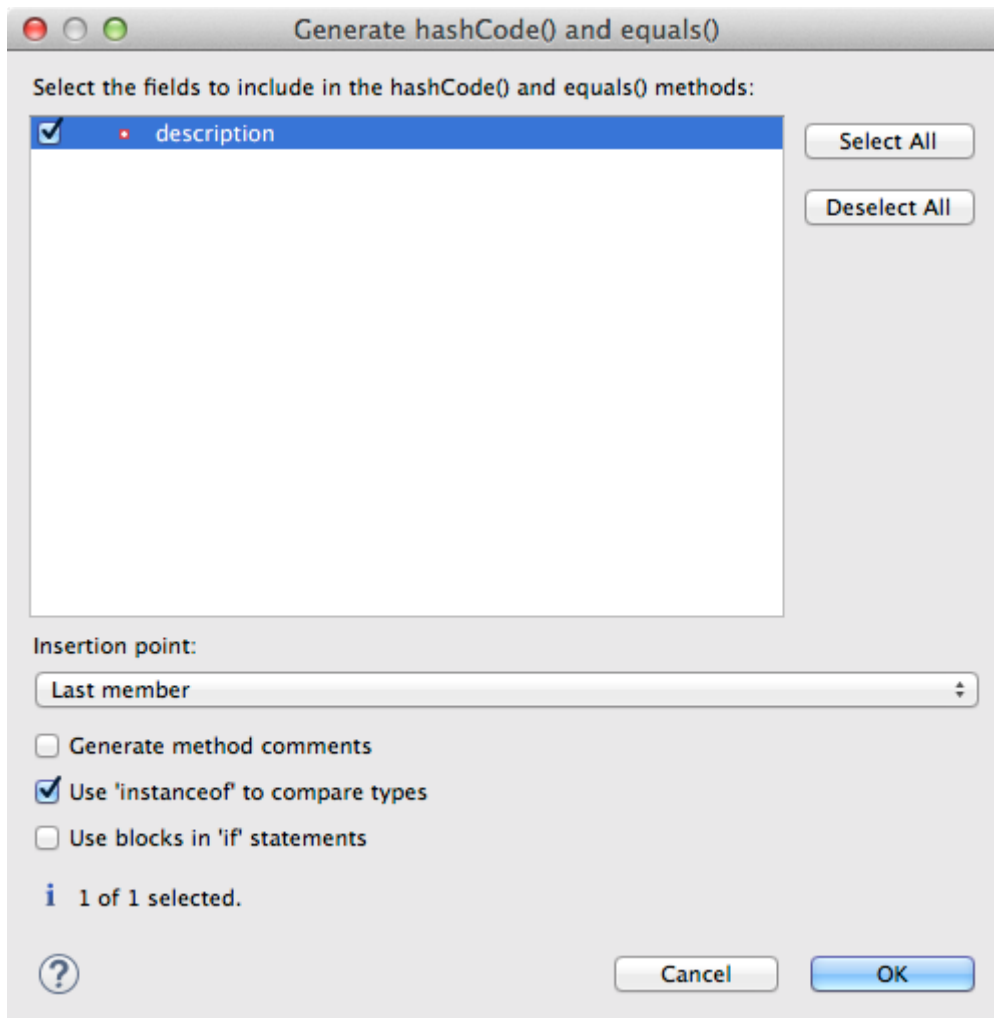 Generate hashCode() and equals()
Select the fields to include in the hashCode() and equals() methods:
description
Select All
Deselect All
Insertion point:
Last member
Generate method comments
Use 'instanceof' to compare types
Use blocks in 'if' statements
i 1 of 1 selected.
?
Cancel
OK